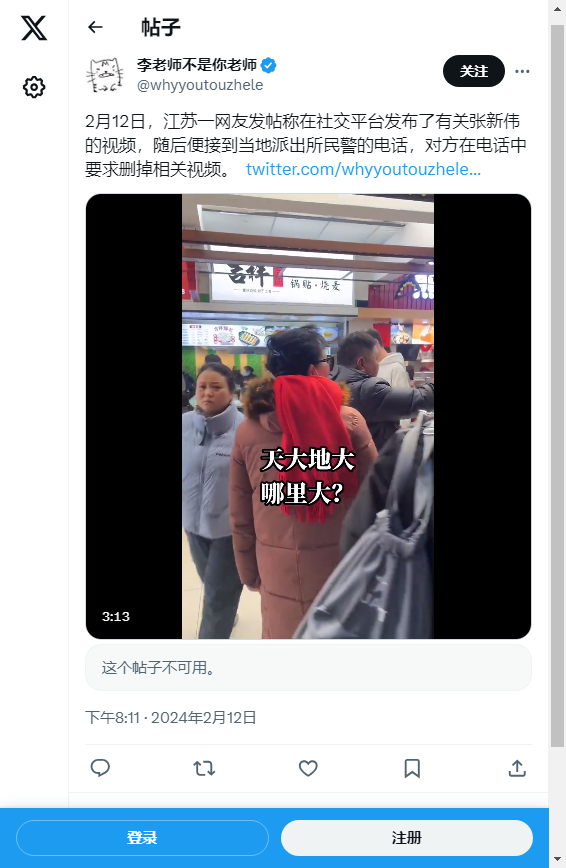 帖子
李老师不是你老师
@whyyoutouzhele
关注
2月12日，江苏一网友发帖称在社交平台发布了有关张新伟
的视频，随后便接到当地派出所民警的电话，对方在电话中
要求删掉相关视频。 twitter.com/whyyoutouzhele…
吉祥
锅贴·烧麦
天大地大
哪里大?
3:13
这个帖子不可用。
下午8:11 · 2024年2月12日
登录
注册